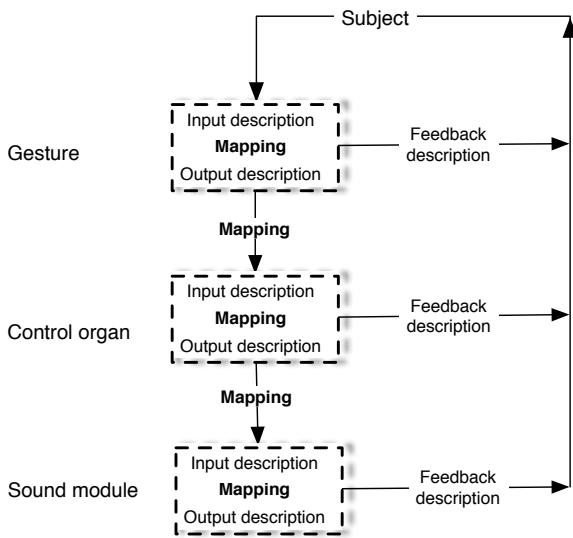 Subject
Input description
Gesture
Mapping
Output description
Feedback
description
Mapping
Input description
Control organ
Mapping
Output description
Feedback
description
Mapping
Input description
Sound module
Mapping
Output description
Feedback
description